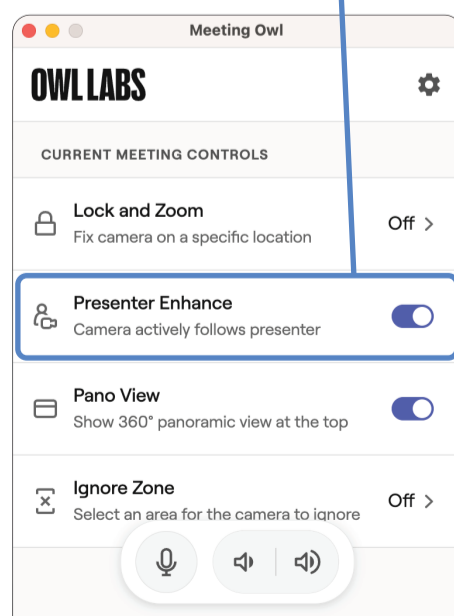 Meeting Owl
OWL LABS
CURRENT MEETING CONTROLS
Lock and Zoom
Off
Fix camera on a specific location
Presenter Enhance
Camera actively follows presenter
Pano View
Show 360° panoramic view at the top
Ignore Zone
Off
Select an area for the camera to ignore